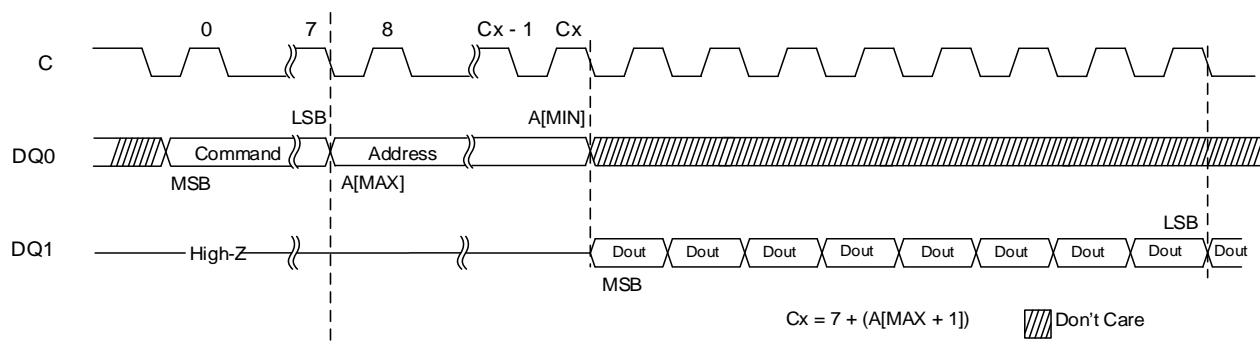 0 7 8 Cx - 1 Cx
C
LSB A[MIN]
DQ0 Command Address
MSB A[MAX]
LSB
DQ1 High-Z Dout Dout Dout Dout Dout Dout Dout Dout Dout
MSB
Cx = 7 + (A[MAX + 1]) Don't Care